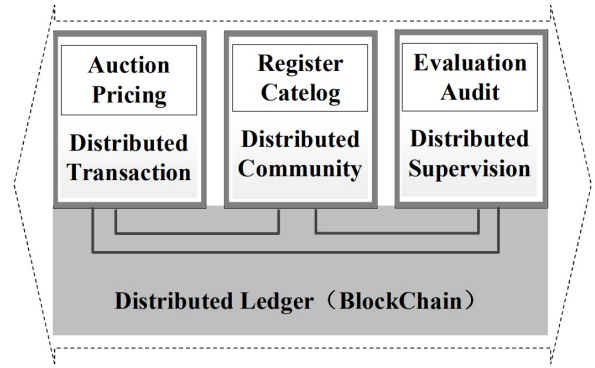 Auction
Pricing
Distributed
Transaction
Register
Catelog
Distributed
Community
Evaluation
Audit
Distributed
Supervision
Distributed Ledger（BlockChain）